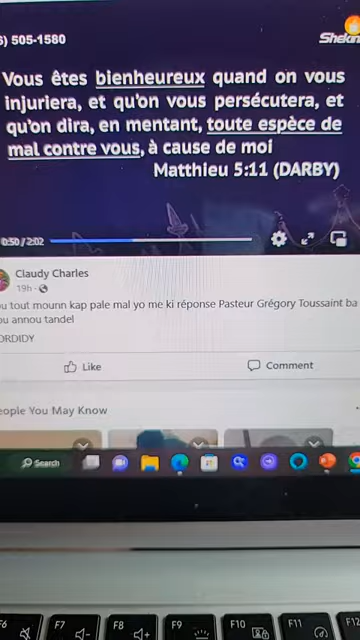 505-1580
Vous êtes bienheureux quand on vous
injuriera, et qu'on vous persécutera, et
qu'on dira, en mentant, toute espèce de
mal contre vous, à cause de moi
Matthieu 5:11 (DARBY)
0:50 / 2:02
Claudy Charles
19h
tout mounn kap pale mal yo me ki réponse Pasteur Grégory Toussaint ba
annou tandel
Like
Comment
People You May Know
Search
F6
F7
F8
F9
F10
F11
F12